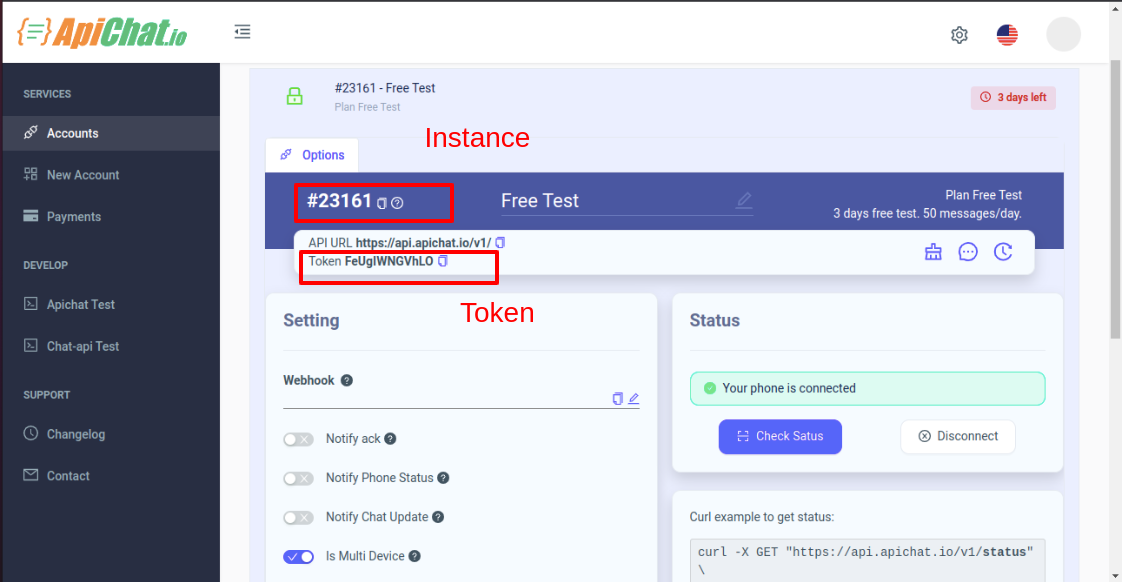 {=}ApiChat.io
SERVICES
Accounts
New Account
Payments
DEVELOP
Apichat Test
Chat-api Test
SUPPORT
Changelog
Contact
#23161 - Free Test
Plan Free Test
3 days left
Instance
Options
#23161
Free Test
Plan Free Test
3 days free test. 50 messages/day.
API URL https://api.apichat.io/v1/
Token FeUgIWNGVhLO
Token
Setting
Webhook
Notify ack
Notify Phone Status
Notify Chat Update
Is Multi Device
Status
Your phone is connected
Check Satus
Disconnect
Curl example to get status:
curl -X GET "https://api.apichat.io/v1/status"
\